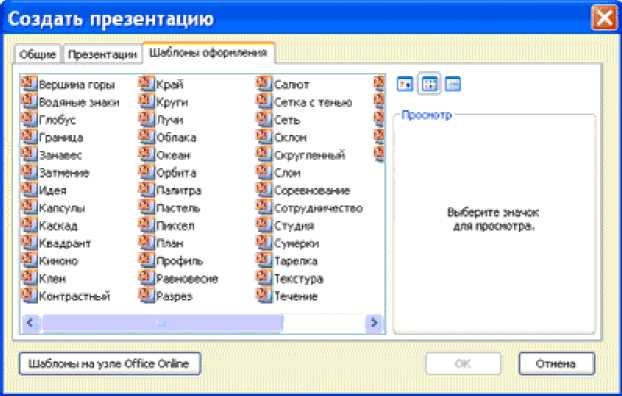 Создать презентацию
Общие Презентации Шаблоны оформления
Вершина горы
Водяные знаки
Глобус
Граница
Занавес
Затмение
Идея
Капсулы
Каскад
Квадрант
Кимоно
Клен
Контрастный
Край
Круги
Лучи
Облака
Океан
Орбита
Палитра
Пастель
Пиксел
План
Профиль
Равновесие
Разрез
Салют
Сетка с тенью
Сеть
Склон
Скругленный
Слои
Соревнование
Сотрудничество
Студия
Сумерки
Тарелка
Текстура
Течение
Просмотр
Выберите значок
для просмотра.
Шаблоны на узле Office Online
OK
Отмена